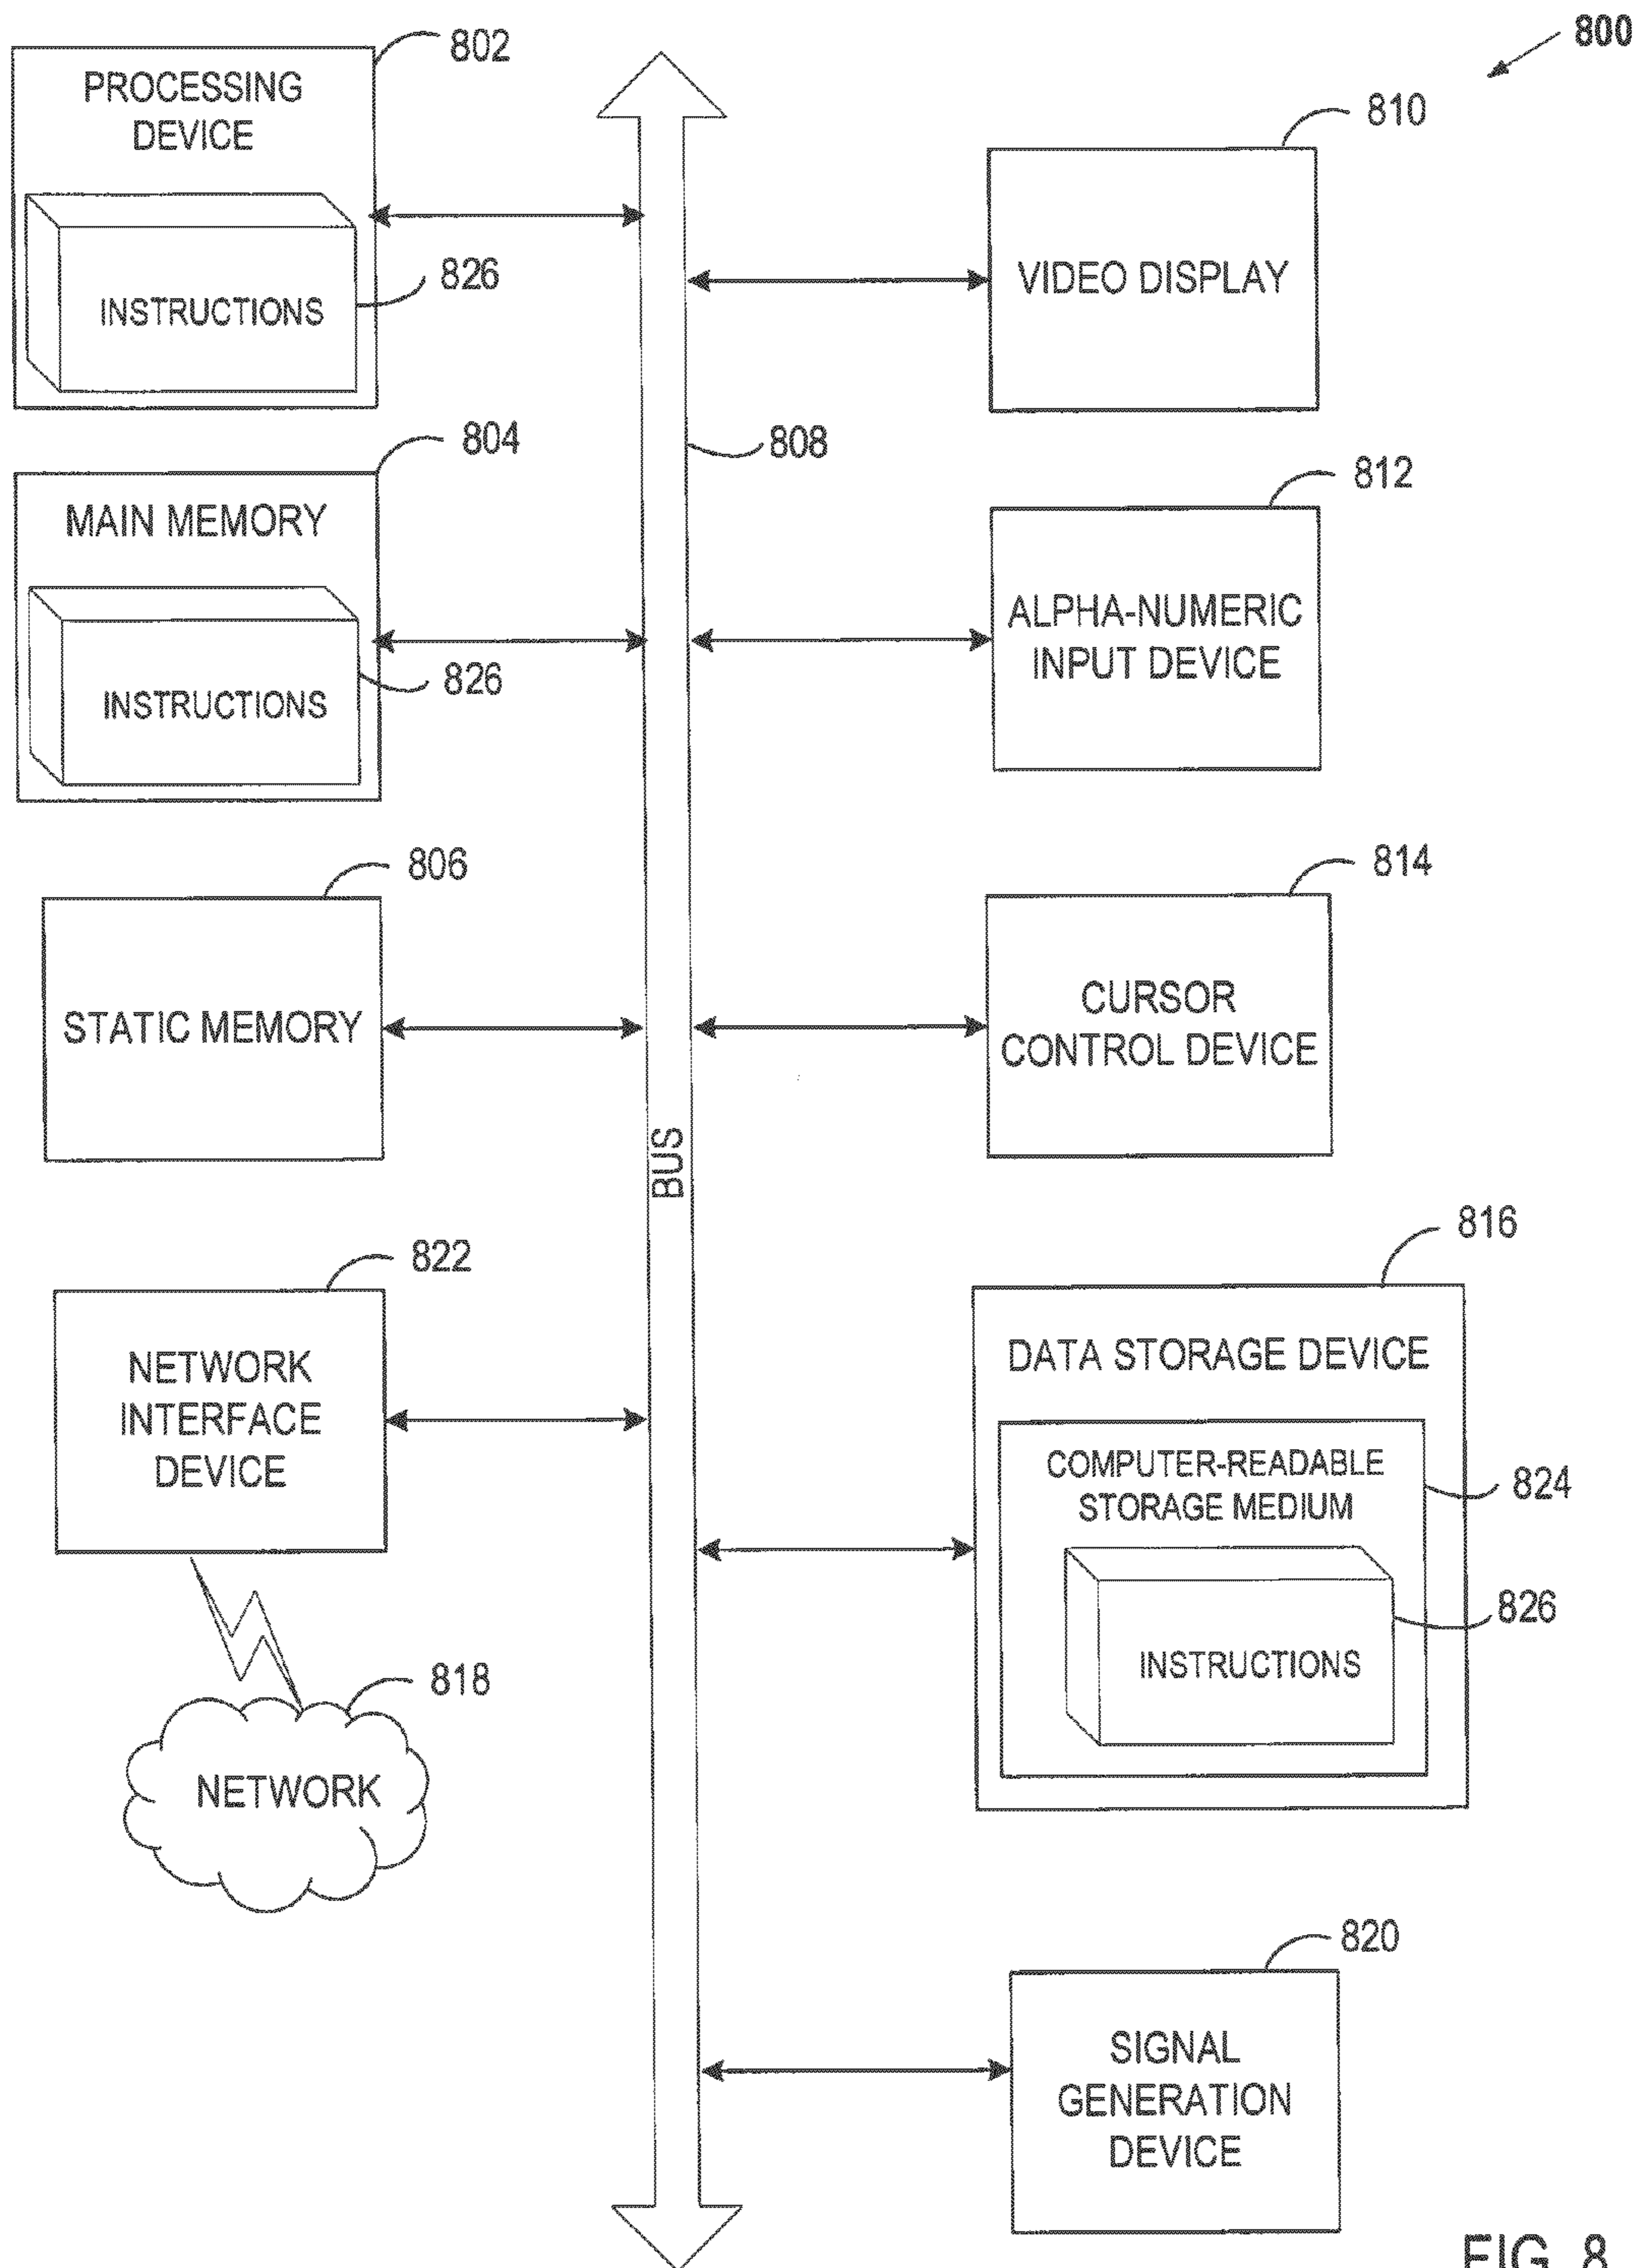 800
802
PROCESSING
DEVICE
INSTRUCTIONS
826
804
MAIN MEMORY
INSTRUCTIONS
826
806
STATIC MEMORY
822
NETWORK
INTERFACE
DEVICE
818
NETWORK
808
BUS
810
VIDEO DISPLAY
812
ALPHA-NUMERIC
INPUT DEVICE
814
CURSOR
CONTROL DEVICE
816
DATA STORAGE DEVICE
COMPUTER-READABLE
STORAGE MEDIUM
824
INSTRUCTIONS
826
820
SIGNAL
GENERATION
DEVICE
FIG. 8